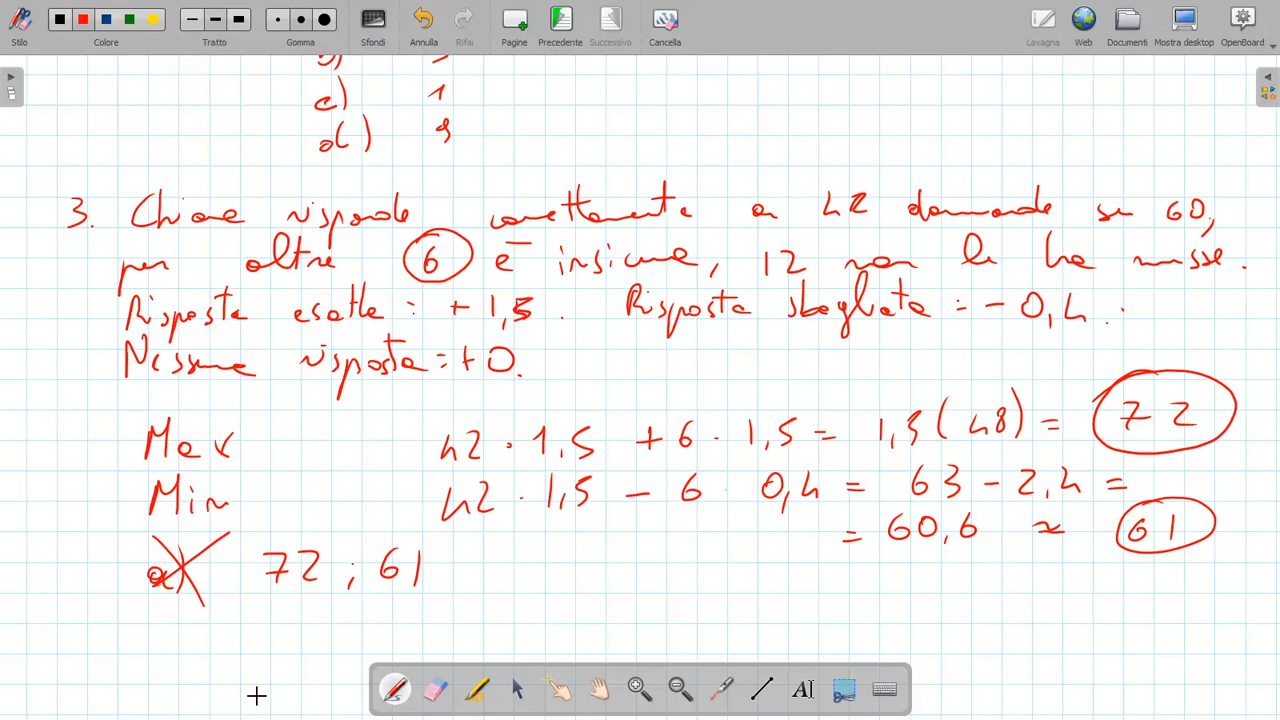 Stilo Colore Tratto Gomma Sfondi Annulla Rifai Pagine Precedente Successivo Cancella Lavagna Web Documenti Mostra desktop OpenBoard
b)
c) 1
d) 9
3. Chiara risponde correttamente a 42 domande su 60,
per altre 6 è insicura, 12 non le ha messe.
Risposta esatta: +1,5. Risposta sbagliata = -0,4.
Nessuna risposta = +0.
Max 42 · 1,5 + 6 · 1,5 = 1,5 (48) = 72
Min 42 · 1,5 - 6 · 0,4 = 63 - 2,4 =
= 60,6 ≈ 61
a) 72 ; 61